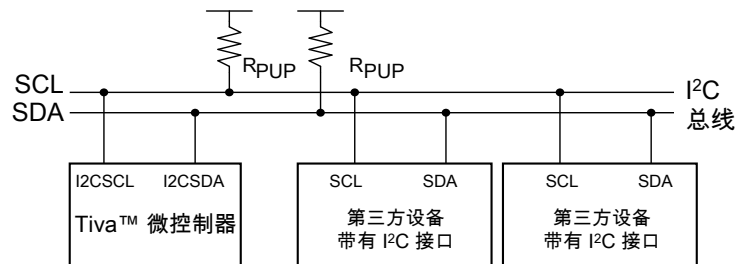 RPUP
RPUP
SCL
SDA
I²C
总线
I2CSCL
I2CSDA
Tiva™ 微控制器
SCL
SDA
第三方设备
带有 I²C 接口
SCL
SDA
第三方设备
带有 I²C 接口